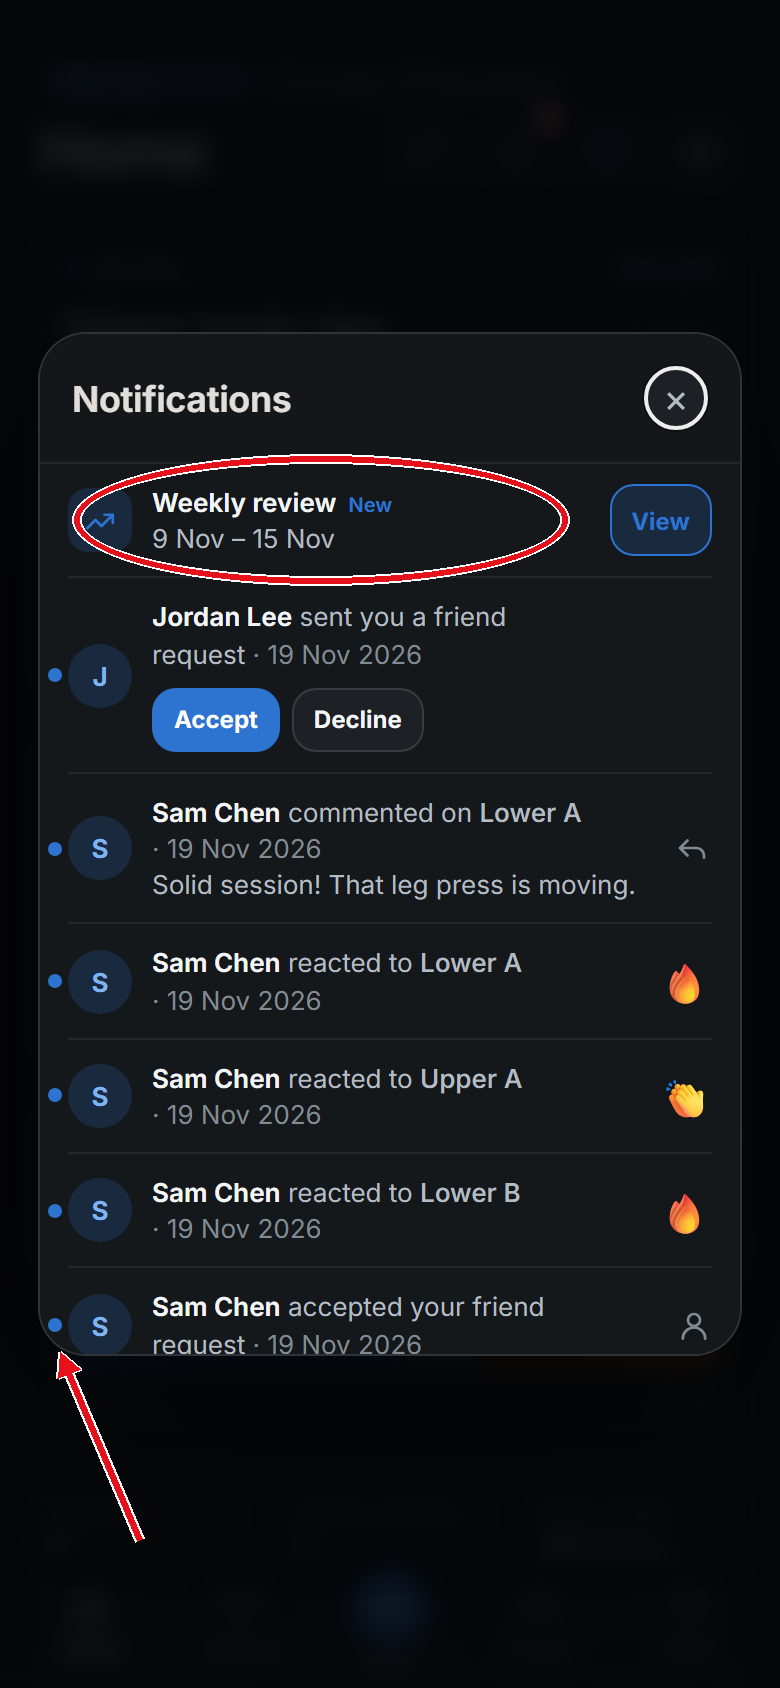 Notifications
Weekly review New
9 Nov – 15 Nov
View
J
Jordan Lee sent you a friend
request · 19 Nov 2026
Accept
Decline
S
Sam Chen commented on Lower A
· 19 Nov 2026
Solid session! That leg press is moving.
S
Sam Chen reacted to Lower A
· 19 Nov 2026
S
Sam Chen reacted to Upper A
· 19 Nov 2026
S
Sam Chen reacted to Lower B
· 19 Nov 2026
S
Sam Chen accepted your friend
request · 19 Nov 2026